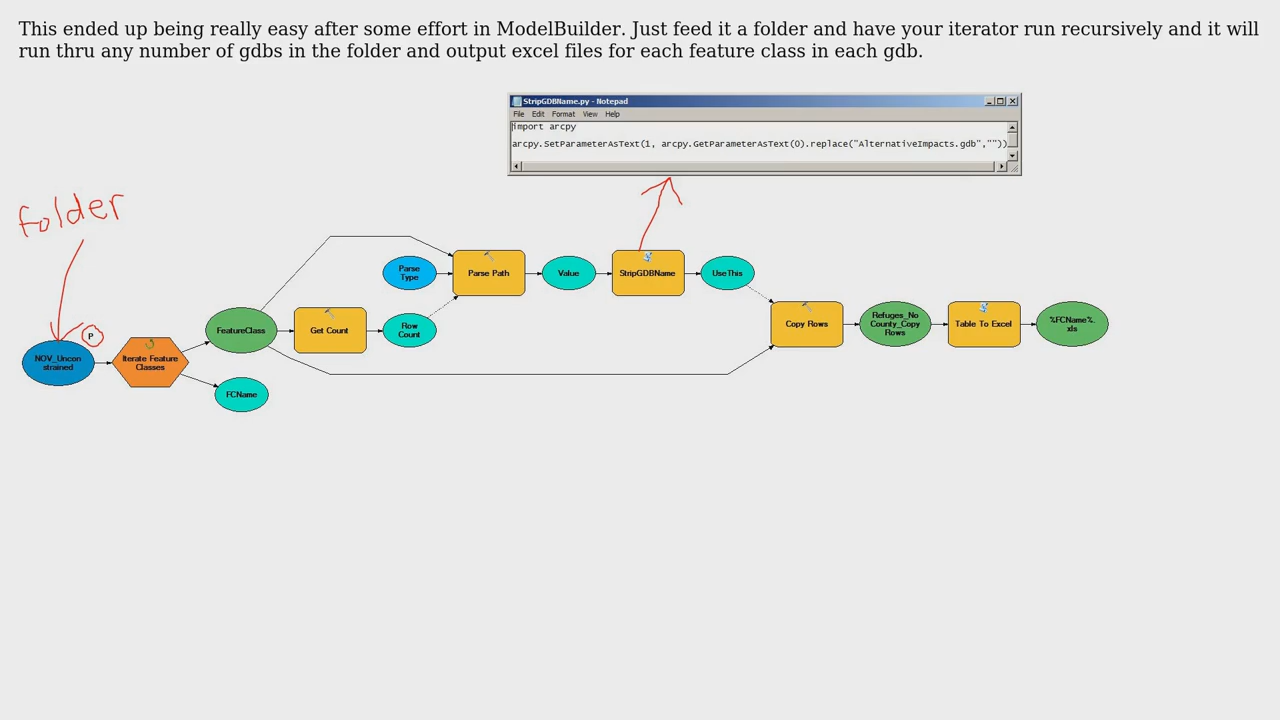 This ended up being really easy after some effort in ModelBuilder. Just feed it a folder and have your iterator run recursively and it will
run thru any number of gdbs in the folder and output excel files for each feature class in each gdb.
StripGDBName.py - Notepad
File Edit Format View Help
import arcpy
arcpy.SetParameterAsText(1, arcpy.GetParameterAsText(0).replace("AlternativeImpacts.gdb",""))
folder
P
NOV_Uncon
strained
Iterate Feature
Classes
FeatureClass
FCName
Get Count
Row
Count
Parse
Type
Parse Path
Value
StripGDBName
UseThis
Copy Rows
Refuges_No
County_Copy
Rows
Table To Excel
%FCName%.
xls